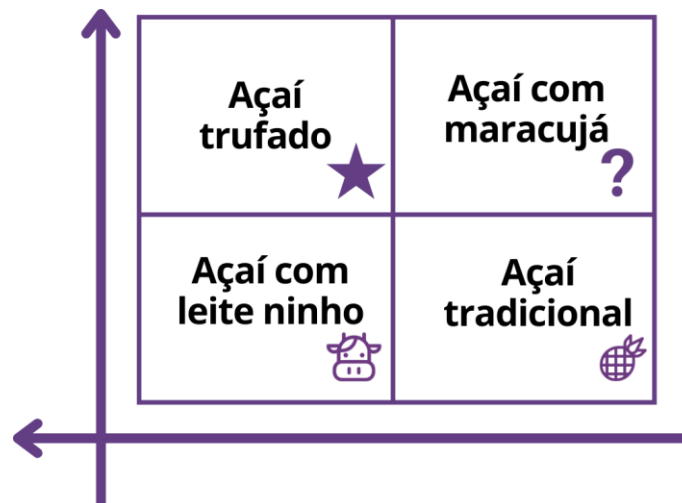 Açaí
trufado
Açaí com
maracujá
?
Açaí com
leite ninho
Açaí
tradicional